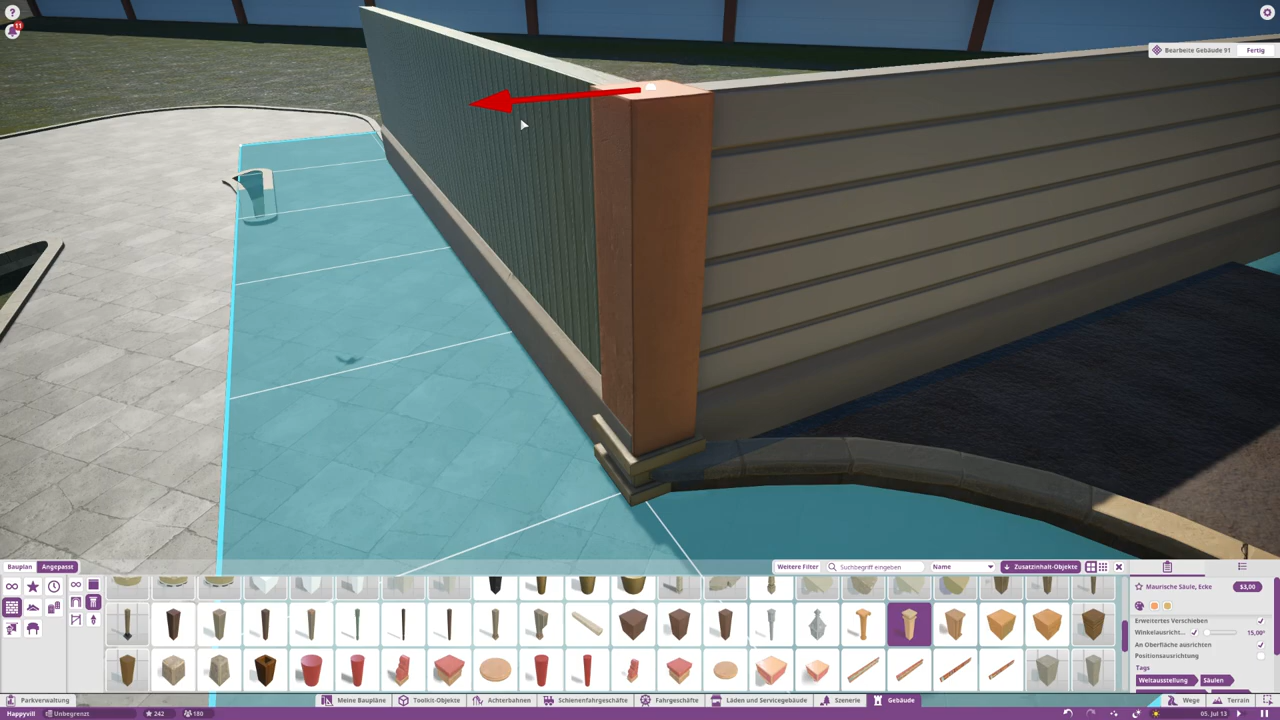 ?
11
Bearbeite Gebäude 91
Fertig
Bauplan
Angepasst
Weitere Filter
Suchbegriff eingeben
Name
Zusatzinhalt-Objekte
Maurische Säule, Ecke
$3,00
Erweitertes Verschieben
Winkelausricht...
15,00°
An Oberfläche ausrichten
Positionsausrichtung
Tags
Weltausstellung
Säulen
Parkverwaltung
Meine Baupläne
Toolkit-Objekte
Achterbahnen
Schienenfahrgeschäfte
Fahrgeschäfte
Läden und Servicegebäude
Szenerie
Gebäude
Wege
Terrain
Happyvill
Unbegrenzt
242
180
05. Jul 13